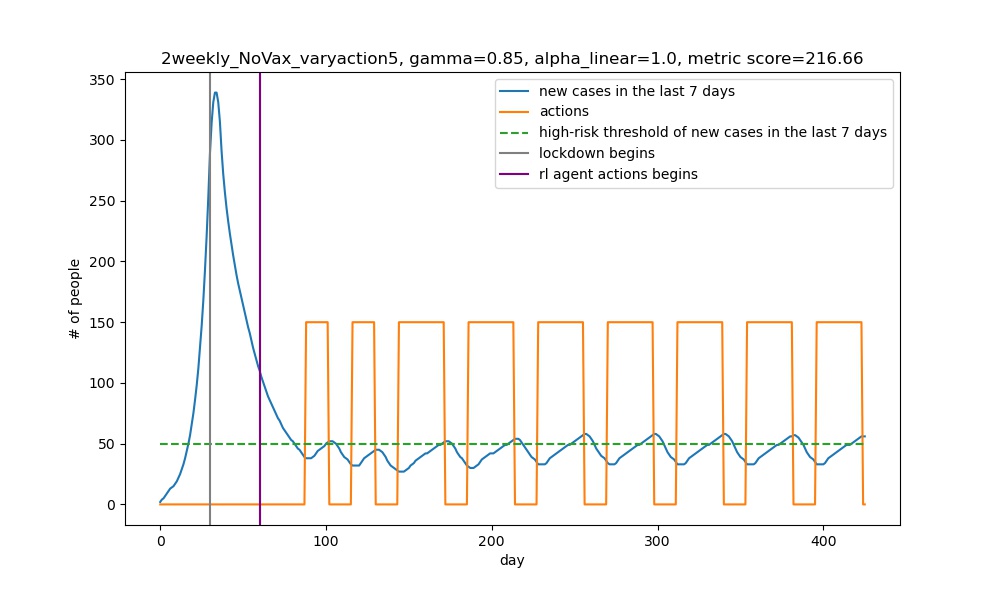 2weekly_NoVax_varyaction5, gamma=0.85, alpha_linear=1.0, metric score=216.66
new cases in the last 7 days
actions
high-risk threshold of new cases in the last 7 days
lockdown begins
rl agent actions begins
# of people
350
300
250
200
150
100
50
0
0 100 200 300 400
day